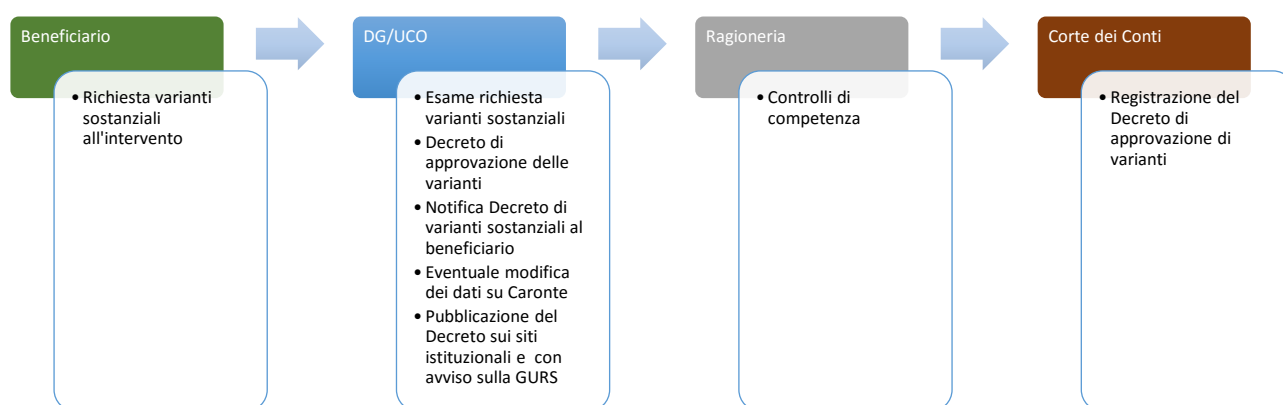 Beneficiario
• Richiesta varianti
sostanziali
all'intervento
DG/UCO
• Esame richiesta
varianti sostanziali
• Decreto di
approvazione delle
varianti
• Notifica Decreto di
varianti sostanziali al
beneficiario
• Eventuale modifica
dei dati su Caronte
• Pubblicazione del
Decreto sui siti
istituzionali e con
avviso sulla GURS
Ragioneria
• Controlli di
competenza
Corte dei Conti
• Registrazione del
Decreto di
approvazione di
varianti